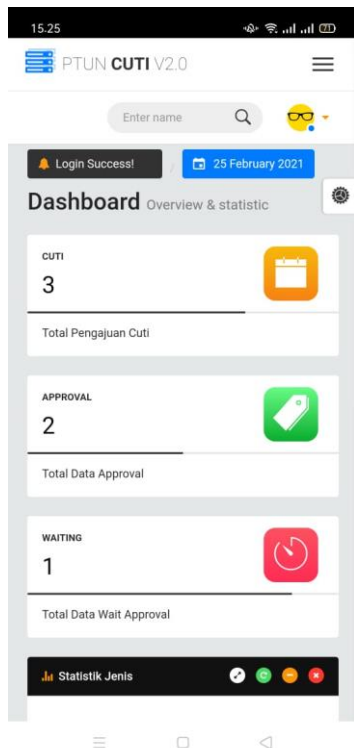 15.25
71
PTUN CUTI V2.0
Enter name
Login Success! / 25 February 2021
Dashboard Overview & statistic
CUTI
3
Total Pengajuan Cuti
APPROVAL
2
Total Data Approval
WAITING
1
Total Data Wait Approval
Statistik Jenis